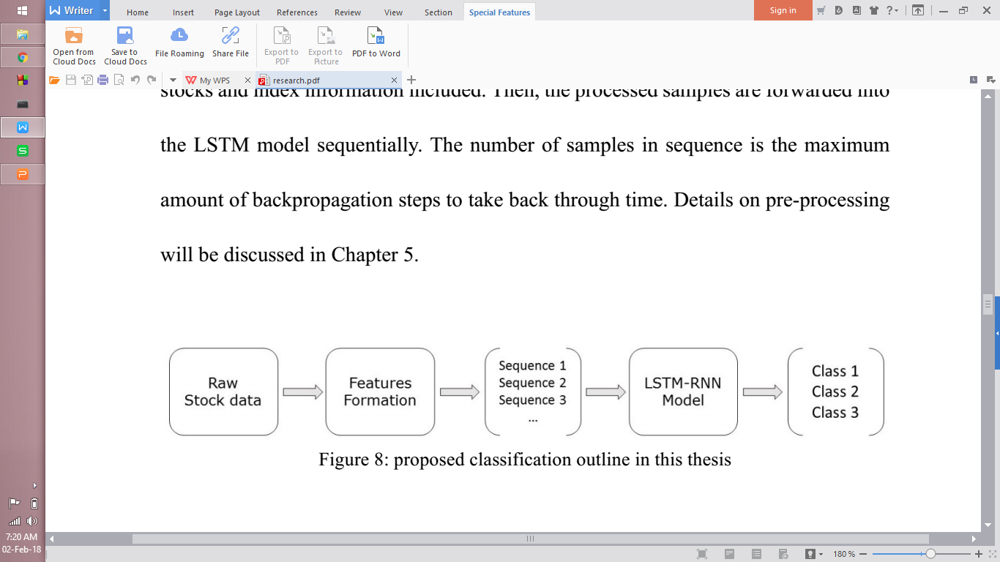 Writer
Home Insert Page Layout References Review View Section Special Features
Sign in
Open from Cloud Docs
Save to Cloud Docs
File Roaming
Share File
Export to PDF
Export to Picture
PDF to Word
My WPS
research.pdf
stocks and index information included. Then, the processed samples are forwarded into
the LSTM model sequentially. The number of samples in sequence is the maximum
amount of backpropagation steps to take back through time. Details on pre-processing
will be discussed in Chapter 5.
Raw
Stock data
Features
Formation
Sequence 1
Sequence 2
Sequence 3
...
LSTM-RNN
Model
Class 1
Class 2
Class 3
Figure 8: proposed classification outline in this thesis
7:20 AM
02-Feb-18
180 %